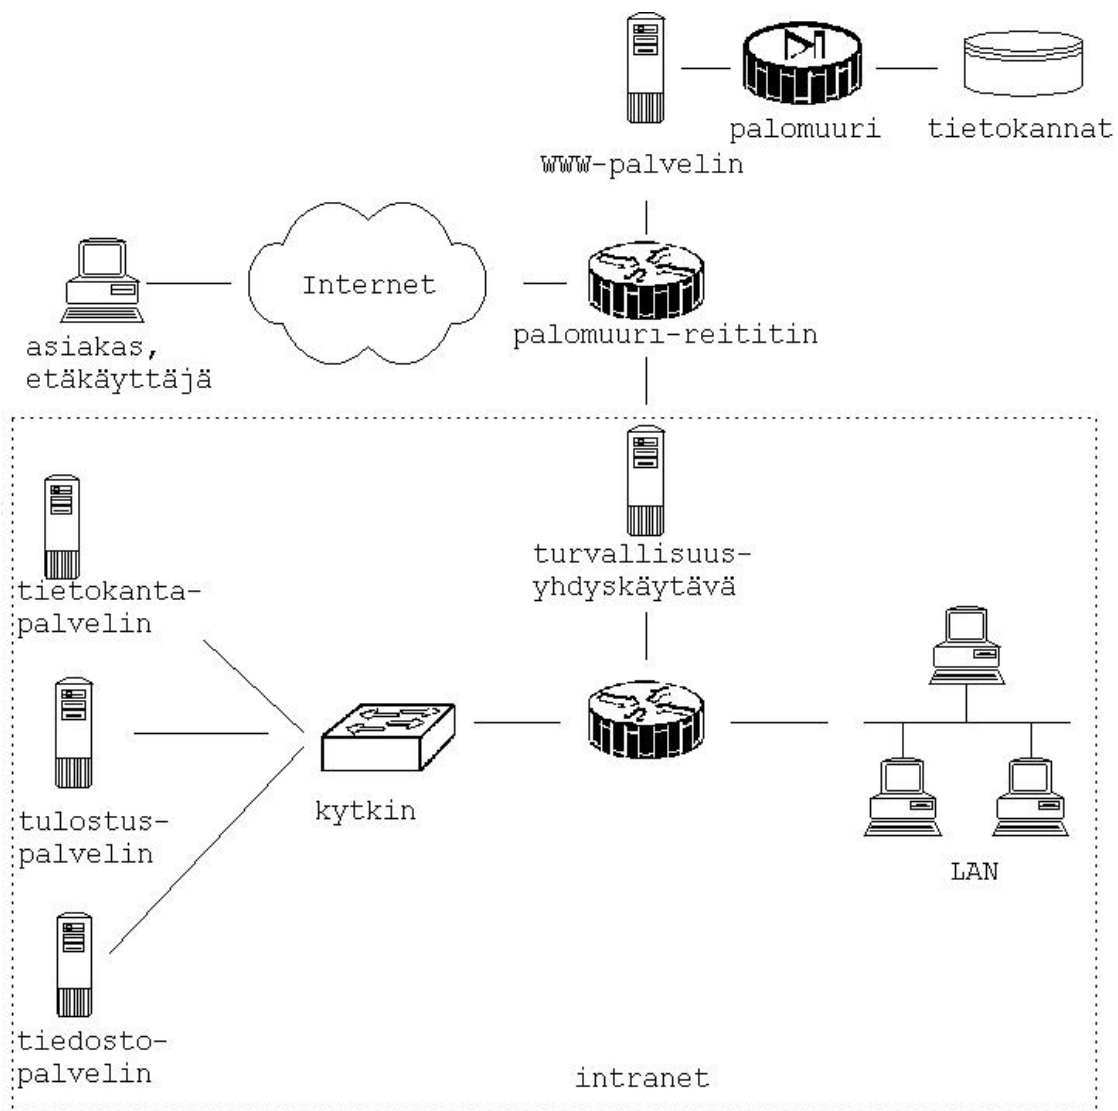 palomuuri
tietokannat
WWW-palvelin
Internet
palomuuri-reititin
asiakas,
etäkäyttäjä
turvallisuus-
yhdyskäytävä
tietokanta-
palvelin
kytkin
tulostus-
palvelin
LAN
tiedosto-
palvelin
intranet